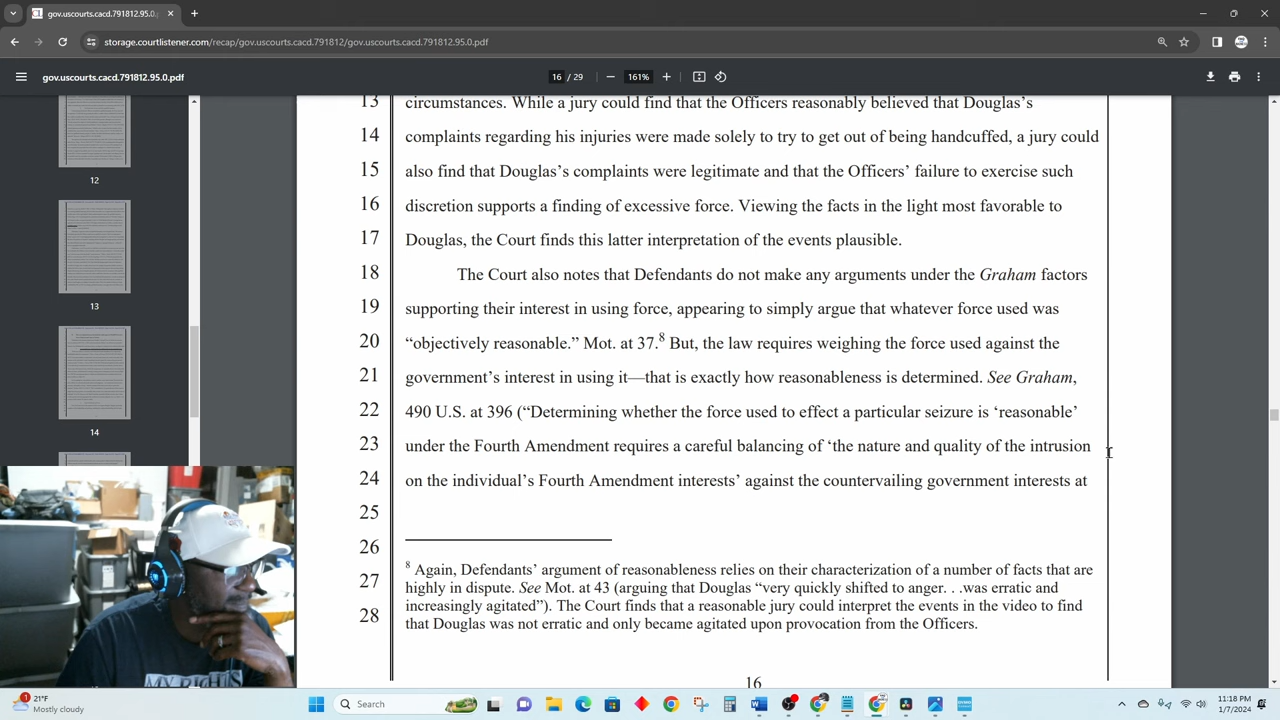 gov.uscourts.cacd.791812.95.0.p
storage.courtlistener.com/recap/gov.uscourts.cacd.791812/gov.uscourts.cacd.791812.95.0.pdf
gov.uscourts.cacd.791812.95.0.pdf
16 / 29
161%
12
13
14
13 circumstances. While a jury could find that the Officers reasonably believed that Douglas's
14 complaints regarding his injuries were made solely to try to get out of being handcuffed, a jury could
15 also find that Douglas's complaints were legitimate and that the Officers' failure to exercise such
16 discretion supports a finding of excessive force. Viewing the facts in the light most favorable to
17 Douglas, the Court finds this latter interpretation of the events plausible.
18 The Court also notes that Defendants do not make any arguments under the Graham factors
19 supporting their interest in using force, appearing to simply argue that whatever force used was
20 “objectively reasonable.” Mot. at 37.8 But, the law requires weighing the force used against the
21 government's interest in using it—that is exactly how reasonableness is determined. See Graham,
22 490 U.S. at 396 (“Determining whether the force used to effect a particular seizure is ‘reasonable’
23 under the Fourth Amendment requires a careful balancing of ‘the nature and quality of the intrusion
24 on the individual's Fourth Amendment interests’ against the countervailing government interests at
25
26
8 Again, Defendants' argument of reasonableness relies on their characterization of a number of facts that are
27 highly in dispute. See Mot. at 43 (arguing that Douglas “very quickly shifted to anger. . .was erratic and
increasingly agitated”). The Court finds that a reasonable jury could interpret the events in the video to find
28 that Douglas was not erratic and only became agitated upon provocation from the Officers.
16
MY RIGHTS
1
21°F
Mostly cloudy
Search
11:18 PM
1/7/2024